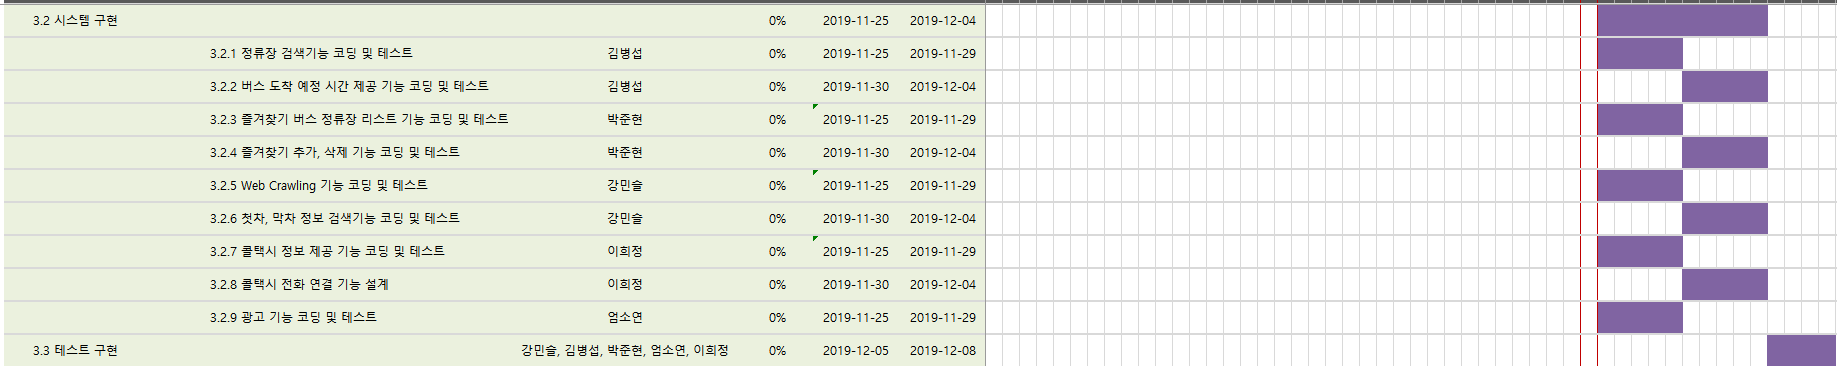 3.2 시스템 구현 0% 2019-11-25 2019-12-04
3.2.1 정류장 검색기능 코딩 및 테스트 김병섭 0% 2019-11-25 2019-11-29
3.2.2 버스 도착 예정 시간 제공 기능 코딩 및 테스트 김병섭 0% 2019-11-30 2019-12-04
3.2.3 즐겨찾기 버스 정류장 리스트 기능 코딩 및 테스트 박준현 0% 2019-11-25 2019-11-29
3.2.4 즐겨찾기 추가, 삭제 기능 코딩 및 테스트 박준현 0% 2019-11-30 2019-12-04
3.2.5 Web Crawling 기능 코딩 및 테스트 강민슬 0% 2019-11-25 2019-11-29
3.2.6 첫차, 막차 정보 검색기능 코딩 및 테스트 강민슬 0% 2019-11-30 2019-12-04
3.2.7 콜택시 정보 제공 기능 코딩 및 테스트 이희정 0% 2019-11-25 2019-11-29
3.2.8 콜택시 전화 연결 기능 설계 이희정 0% 2019-11-30 2019-12-04
3.2.9 광고 기능 코딩 및 테스트 엄소연 0% 2019-11-25 2019-11-29
3.3 테스트 구현 강민슬, 김병섭, 박준현, 엄소연, 이희정 0% 2019-12-05 2019-12-08